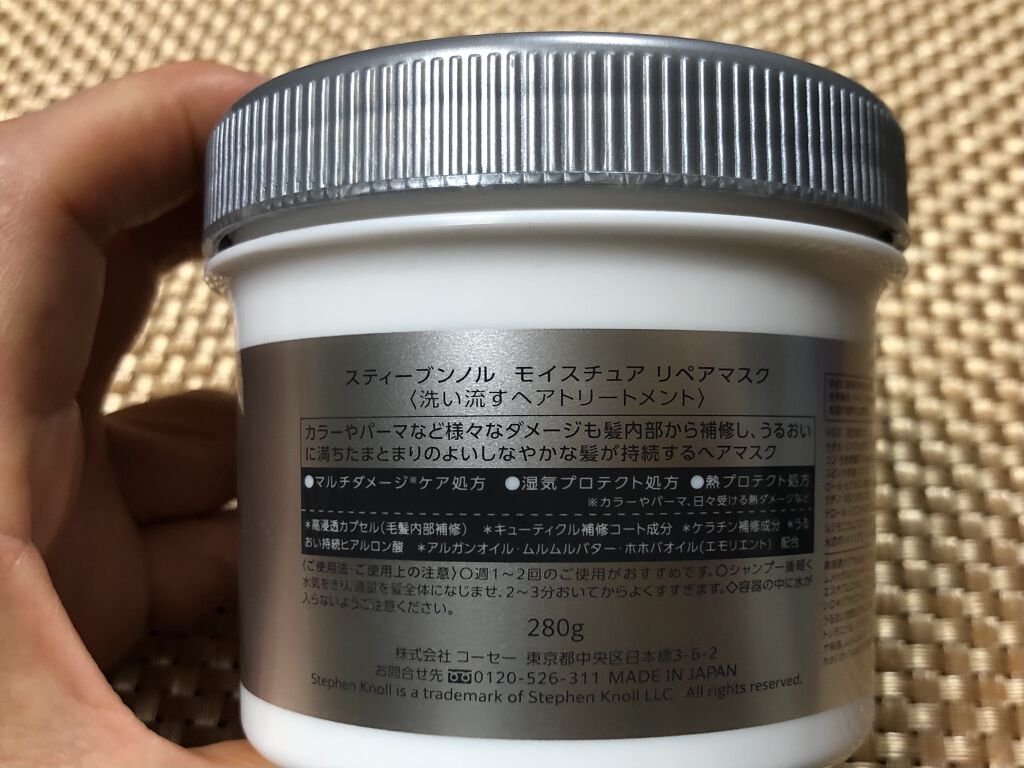 スティーブンノル モイスチュア リペアマスク
〈洗い流すヘアトリートメント〉
カラーやパーマなど様々なダメージも髪内部から補修し、うるおい
に満ちたまとまりのよいしなやかな髪が持続するヘアマスク
●マルチダメージ※ケア処方 ●湿気プロテクト処方 ●熱プロテクト処方
※カラーやパーマ、日々受ける熱ダメージなど
＊高浸透カプセル(毛髪内部補修) ＊キューティクル補修コート成分 ＊ケラチン補修成分 ＊うる
おい持続ヒアルロン酸 ＊アルガンオイル・ムルムルバター・ホホバオイル(エモリエント) 配合
〈ご使用法・ご使用上の注意〉○週1～2回のご使用がおすすめです。○シャンプー後軽く
水気をきり、適量を髪全体になじませ、2～3分おいてからよくすすぎます。◇容器の中に水が
入らないようご注意ください。
280g
株式会社 コーセー 東京都中央区日本橋3-6-2
お問合せ先 0120-526-311 MADE IN JAPAN
Stephen Knoll is a trademark of Stephen Knoll LLC. All rights reserved.